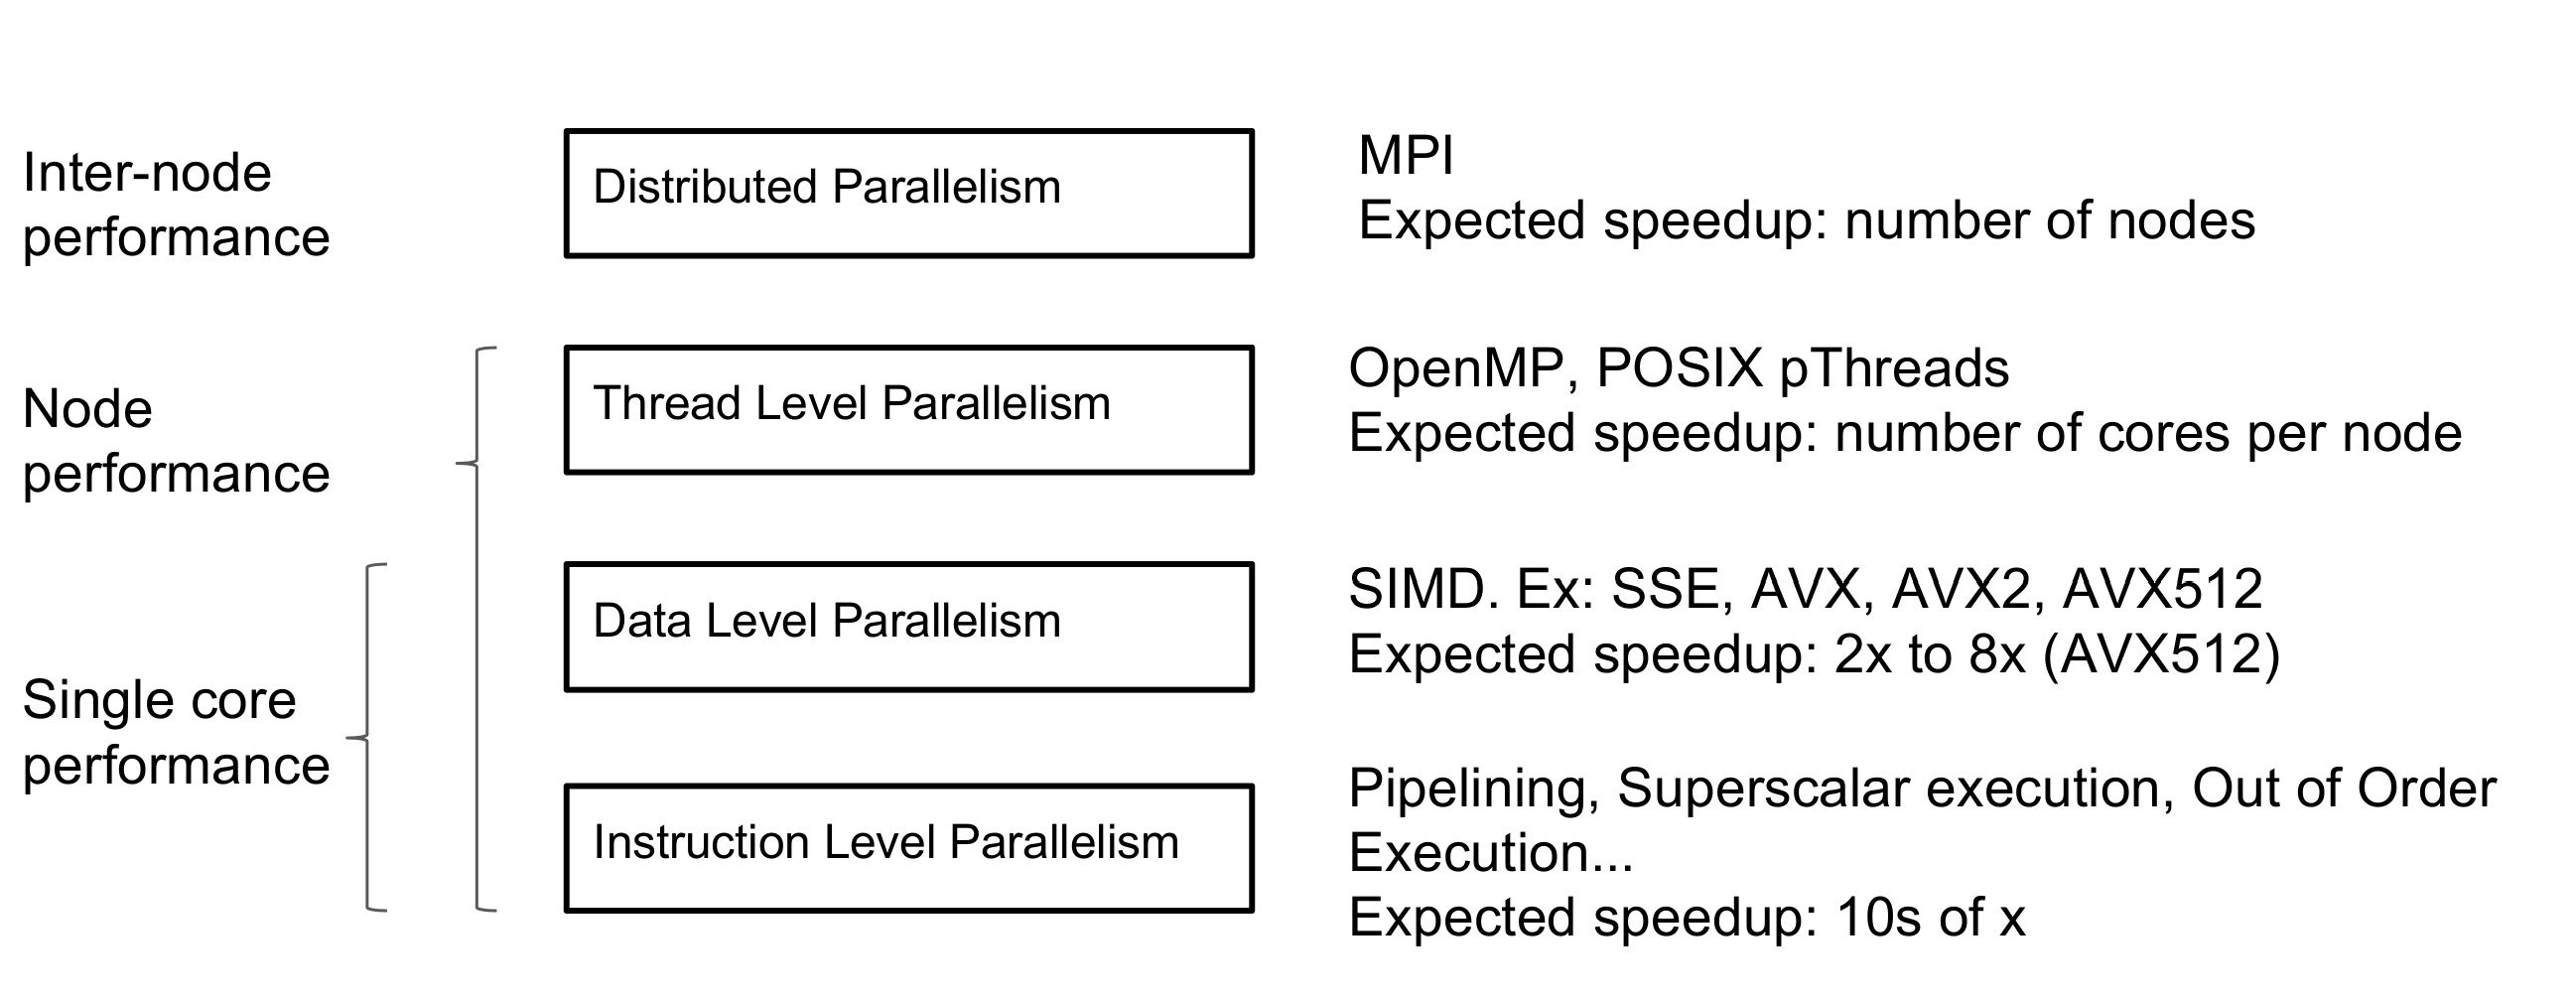 Inter-node
performance
Distributed Parallelism
MPI
Expected speedup: number of nodes
Node
performance
Thread Level Parallelism
OpenMP, POSIX pThreads
Expected speedup: number of cores per node
Single core
performance
Data Level Parallelism
SIMD. Ex: SSE, AVX, AVX2, AVX512
Expected speedup: 2x to 8x (AVX512)
Instruction Level Parallelism
Pipelining, Superscalar execution, Out of Order
Execution...
Expected speedup: 10s of x